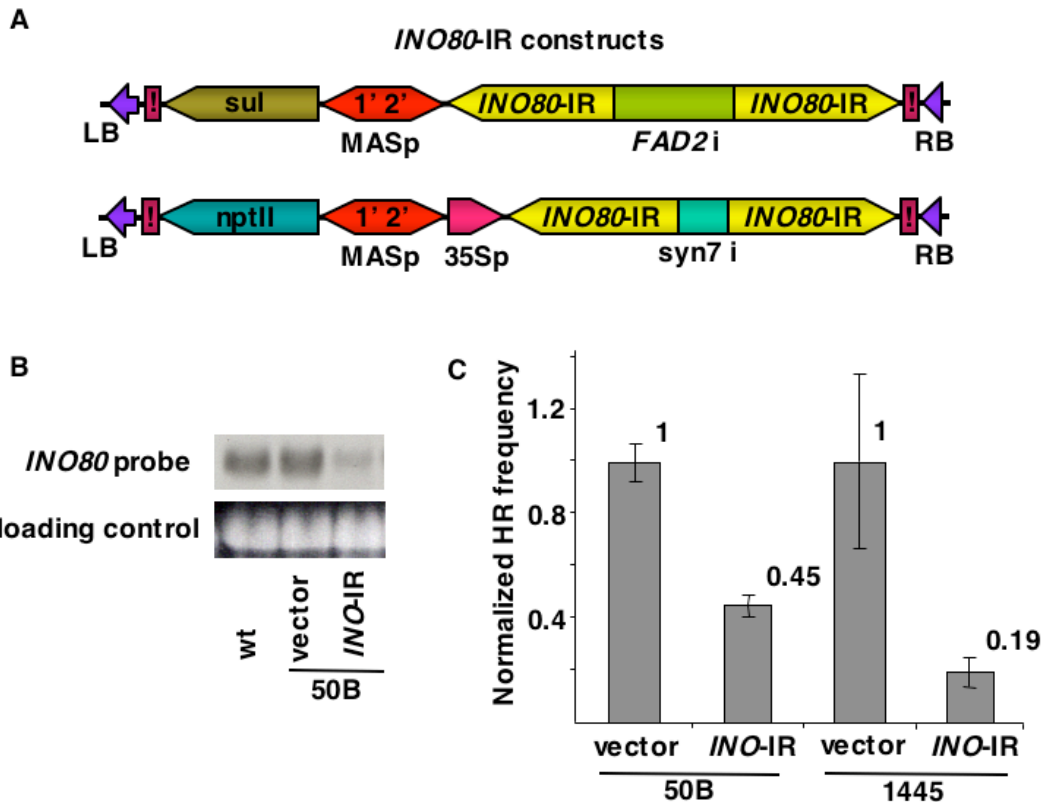 A
INO80-IR constructs
! sul 1' 2' INO80-IR INO80-IR !
LB MASp FAD2 i RB
! nptII 1' 2' INO80-IR INO80-IR !
LB MASp 35Sp syn7 i RB
B
INO80 probe
loading control
wt
vector
INO-IR
50B
C
Normalized HR frequency
1.2
0.8
0.4
1
0.45
1
0.19
vector INO-IR vector INO-IR
50B 1445